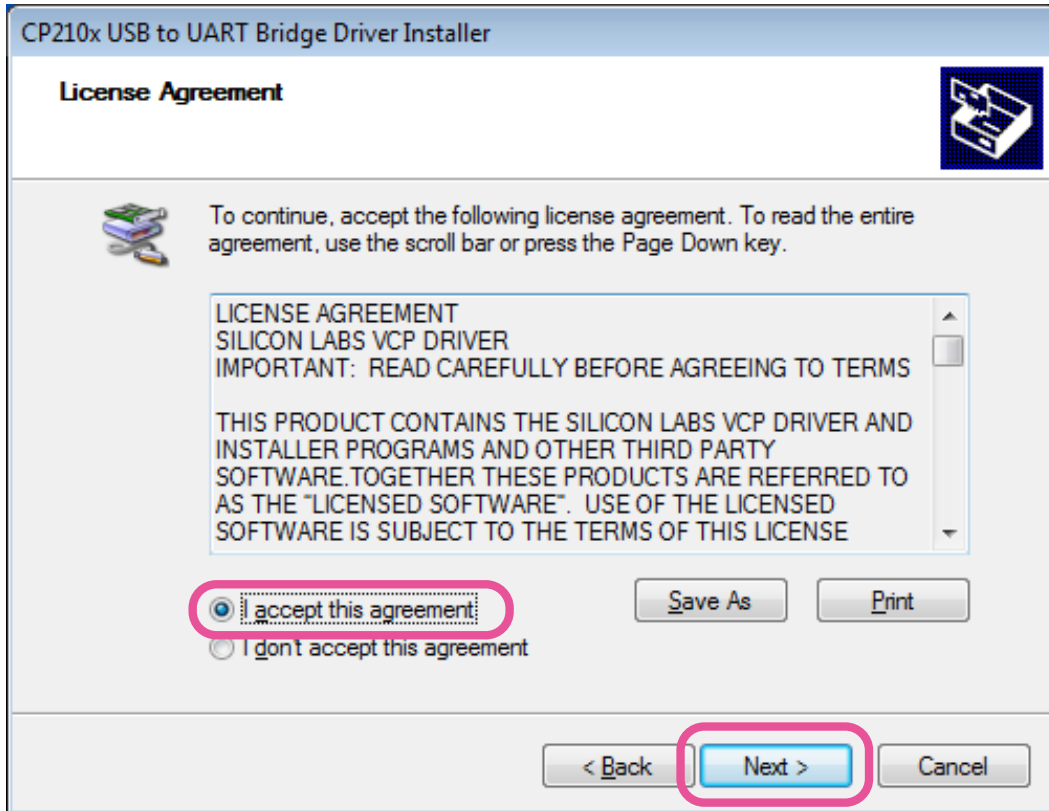 CP210x USB to UART Bridge Driver Installer
License Agreement
To continue, accept the following license agreement. To read the entire
agreement, use the scroll bar or press the Page Down key.
LICENSE AGREEMENT
SILICON LABS VCP DRIVER
IMPORTANT:  READ CAREFULLY BEFORE AGREEING TO TERMS
THIS PRODUCT CONTAINS THE SILICON LABS VCP DRIVER AND
INSTALLER PROGRAMS AND OTHER THIRD PARTY
SOFTWARE.TOGETHER THESE PRODUCTS ARE REFERRED TO
AS THE "LICENSED SOFTWARE".  USE OF THE LICENSED
SOFTWARE IS SUBJECT TO THE TERMS OF THIS LICENSE
I accept this agreement
Save As
Print
I don't accept this agreement
< Back
Next >
Cancel